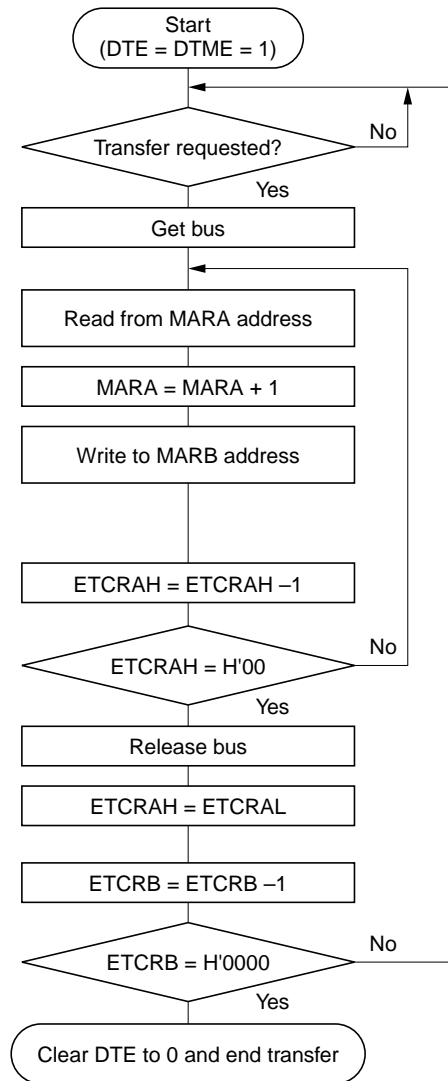 Start
(DTE = DTME = 1)
Transfer requested?
No
Yes
Get bus
Read from MARA address
MARA = MARA + 1
Write to MARB address
ETCRAH = ETCRAH –1
ETCRAH = H'00
No
Yes
Release bus
ETCRAH = ETCRAL
ETCRB = ETCRB –1
ETCRB = H'0000
No
Yes
Clear DTE to 0 and end transfer